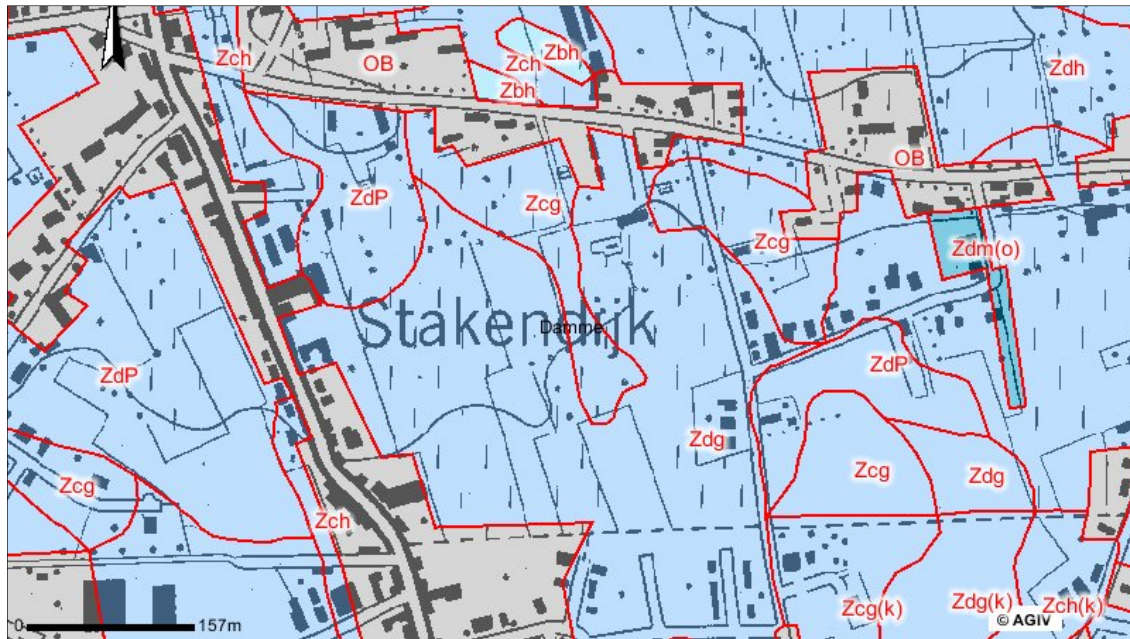 Zch
OB
Zch
Zbh
Zbh
Zdh
OB
ZdP
Zcg
Zcg
Zdm(o)
Stakendijk
Damme
ZdP
ZdP
Zdg
Zcg
Zcg
Zdg
Zch
Zcg(k)
Zdg(k)
Zch(k)
0 157m
© AGIV